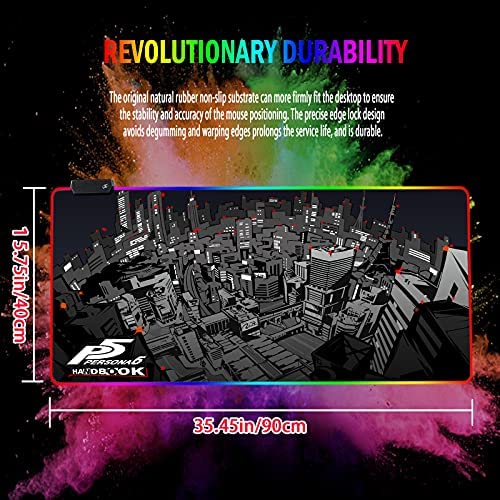 REVOLUTIONARY DURABILITY
The original natural rubber non-slip substrate can more firmly fit the desktop to ensure
the stability and accuracy of the mouse positioning. The precise edge lock design
avoids degumming and warping edges prolongs the service life, and is durable.
15.75in/40cm
P5
PERSONA5
HANDBOOK
35.45in/90cm